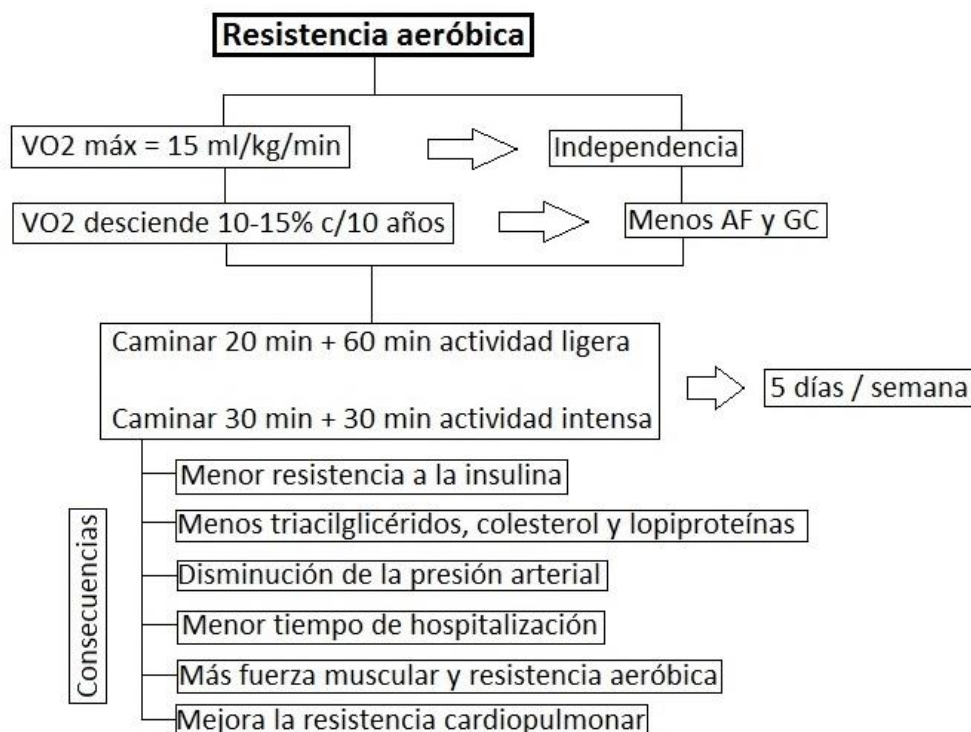 Resistencia aeróbica
VO2 máx = 15 ml/kg/min
Independencia
VO2 desciende 10-15% c/10 años
Menos AF y GC
Caminar 20 min + 60 min actividad ligera
Caminar 30 min + 30 min actividad intensa
5 días / semana
Consecuencias
Menor resistencia a la insulina
Menos triacilglicéridos, colesterol y lopiproteínas
Disminución de la presión arterial
Menor tiempo de hospitalización
Más fuerza muscular y resistencia aeróbica
Mejora la resistencia cardiopulmonar